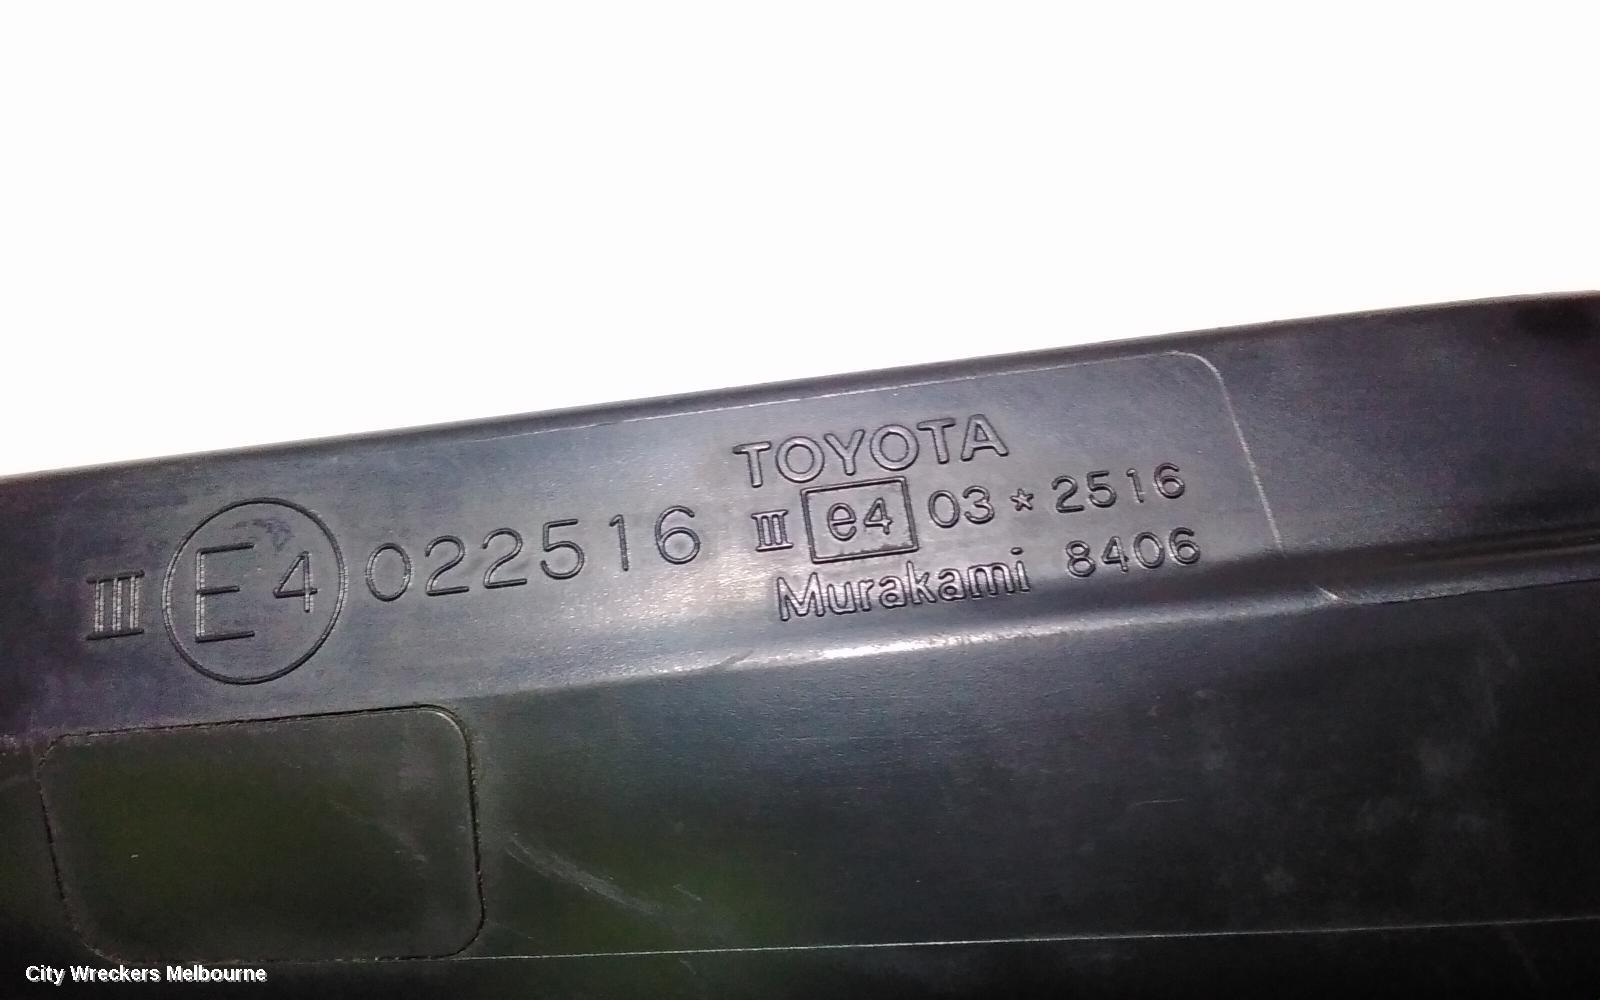 III E4 022516
TOYOTA
III e4 03 * 2516
Murakami 8406
City Wreckers Melbourne